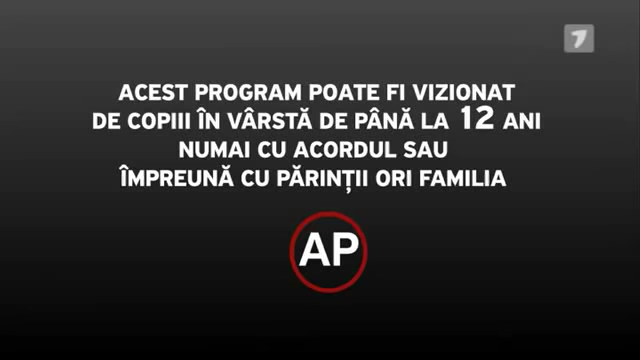 7
ACEST PROGRAM POATE FI VIZIONAT
DE COPIII ÎN VÂRSTĂ DE PÂNĂ LA 12 ANI
NUMAI CU ACORDUL SAU
ÎMPREUNĂ CU PĂRINȚII ORI FAMILIA
AP